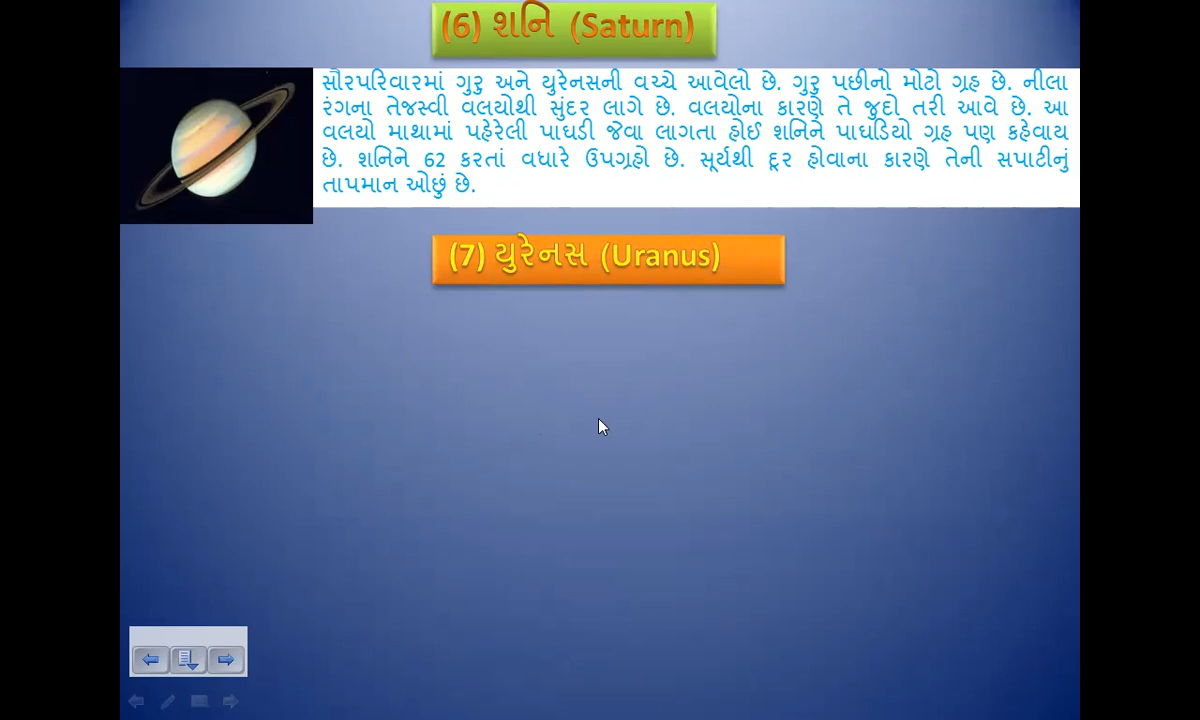 (6) શનિ (Saturn)
સૌરપરિવારમાં ગુરુ અને યુરેનસની વચ્ચે આવેલો છે. ગુરુ પછીનો મોટો ગ્રહ છે. નીલા
રંગના તેજસ્વી વલયોથી સુંદર લાગે છે. વલયોના કારણે તે જુદો તરી આવે છે. આ
વલયો માથામાં પહેરેલી પાઘડી જેવા લાગતા હોઈ શનિને પાઘડિયો ગ્રહ પણ કહેવાય
છે. શનિને 62 કરતાં વધારે ઉપગ્રહો છે. સૂર્યથી દૂર હોવાના કારણે તેની સપાટીનું
તાપમાન ઓછું છે.
(7) યુરેનસ (Uranus)